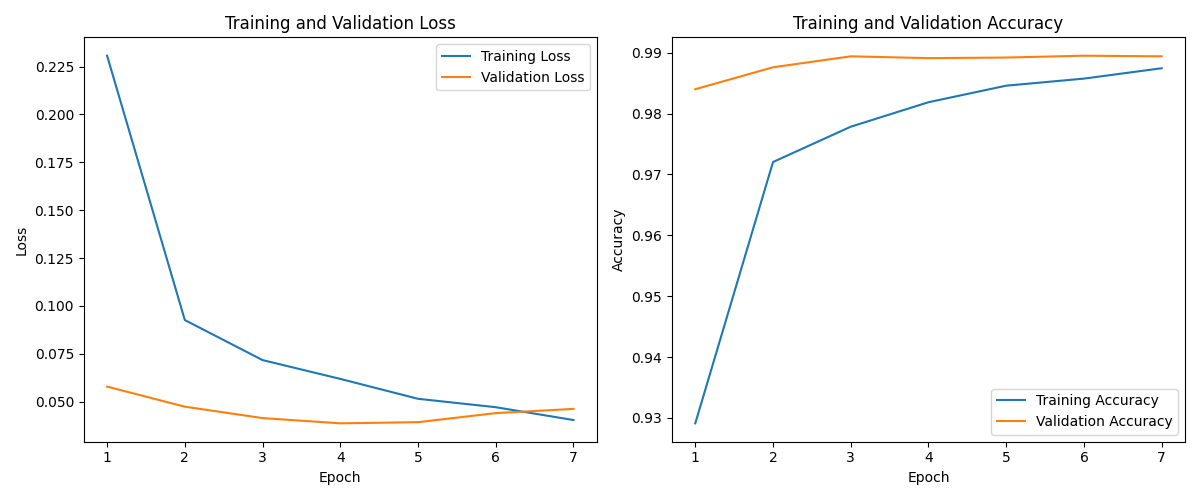 Training and Validation Loss
Training Loss
Validation Loss
0.225
0.200
0.175
0.150
0.125
0.100
0.075
0.050
Loss
1 2 3 4 5 6 7
Epoch
Training and Validation Accuracy
0.99
0.98
0.97
0.96
0.95
0.94
0.93
Accuracy
Training Accuracy
Validation Accuracy
1 2 3 4 5 6 7
Epoch